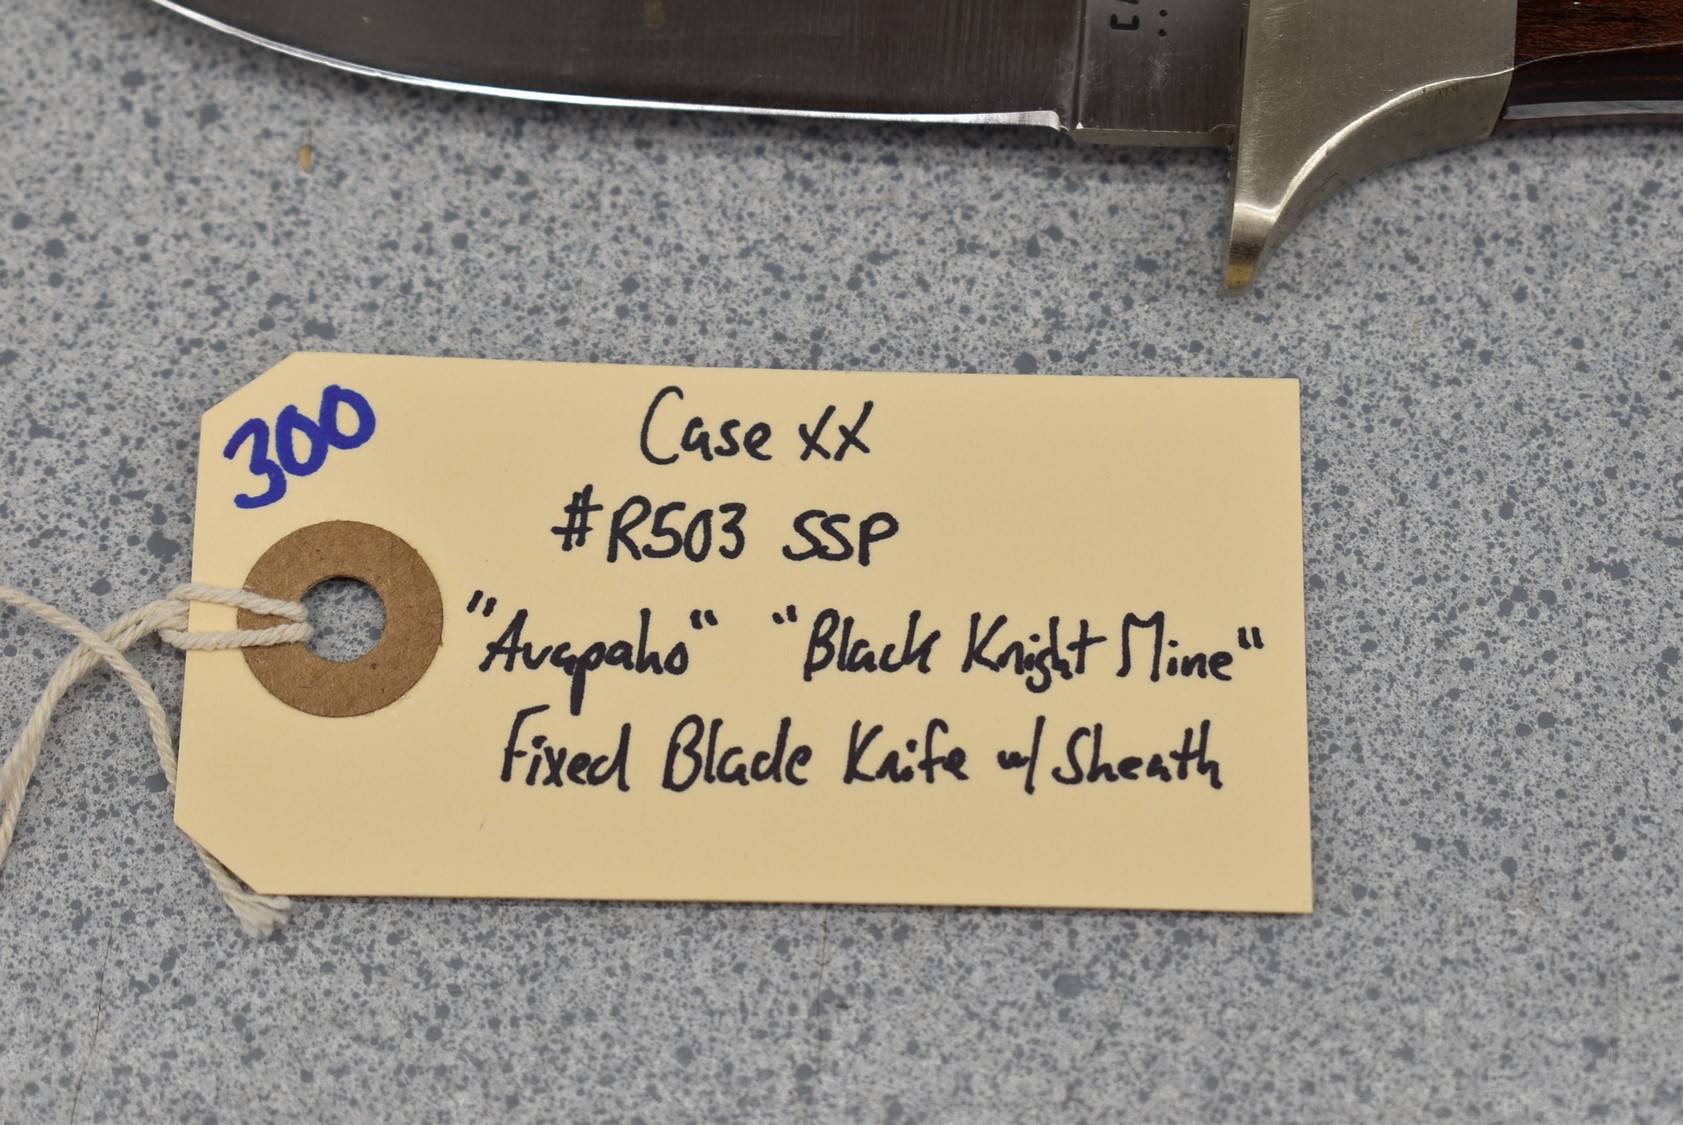 300
Case XX
#R503 SSP
"Arapaho" "Black Knight Mine"
Fixed Blade Knife w/ Sheath